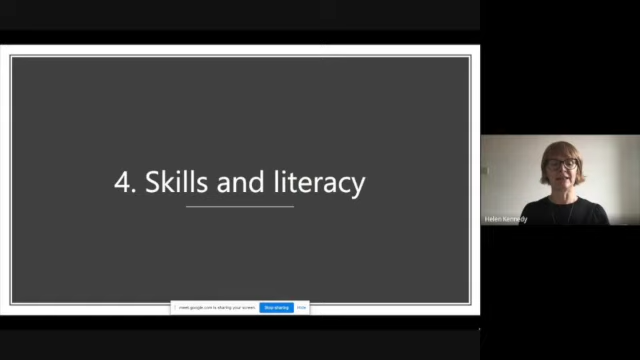 4. Skills and literacy
Helen Kennedy
meet.google.com is sharing your screen.
Stop sharing
Hide